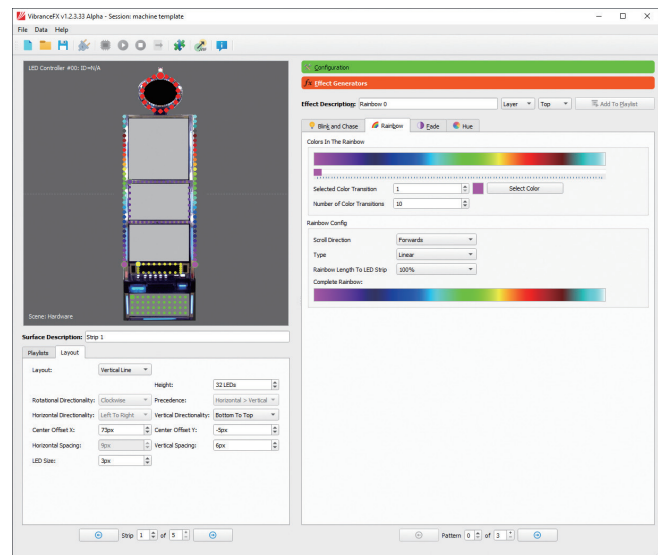 VibranceFX v1.2.3.33 Alpha - Session: machine template
File Data Help
LED Controller #00: ID=N/A
Scene: Hardware
Surface Description: Strip 1
Playlists Layout
Layout: Vertical Line
Height: 32 LEDs
Rotational Directionality: Clockwise Precedence: Horizontal > Vertical
Horizontal Directionality: Left To Right Vertical Directionality: Bottom To Top
Center Offset X: 73px Center Offset Y: -5px
Horizontal Spacing: 9px Vertical Spacing: 6px
LED Size: 3px
Strip 1 of 5
Configuration
fx Effect Generators
Effect Description: Rainbow 0 Layer Top Add To Playlist
Blink and Chase Rainbow Fade Hue
Colors In The Rainbow
Selected Color Transition 1 Select Color
Number of Color Transitions 10
Rainbow Config
Scroll Direction Forwards
Type Linear
Rainbow Length To LED Strip 100%
Complete Rainbow:
Pattern 0 of 3